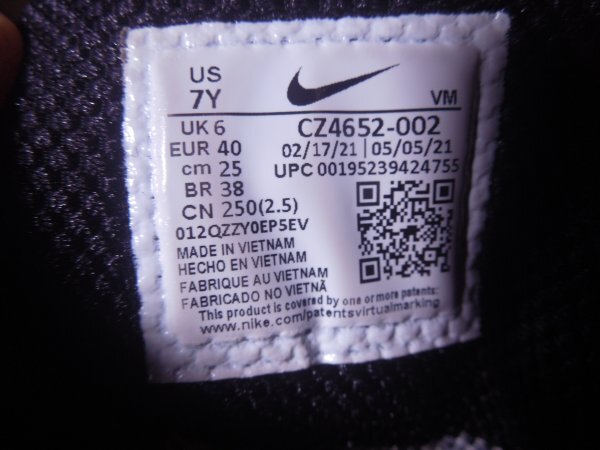 US
7Y
VM
UK 6
EUR 40
cm 25
BR 38
CN 250(2.5)
CZ4652-002
02/17/21 | 05/05/21
UPC 00195239424755
012QZZY0EP5EV
MADE IN VIETNAM
HECHO EN VIETNAM
FABRIQUE AU VIETNAM
FABRICADO NO VIETNÃ
This product is covered by one or more patents:
www.nike.com/patentsvirtualmarking